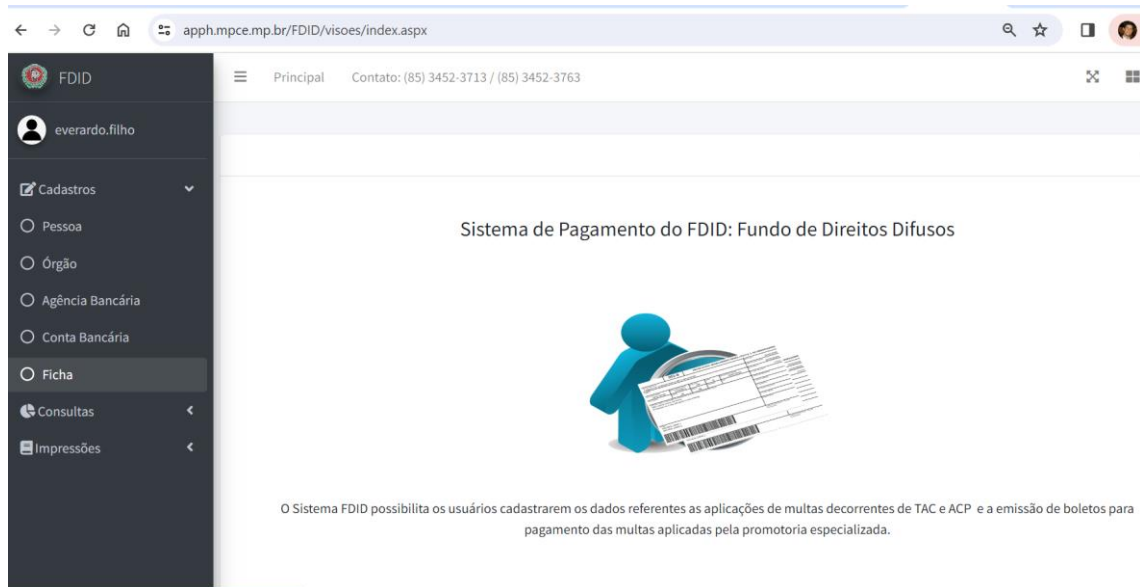 apph.mpce.mp.br/FDID/visoes/index.aspx
FDID
Principal Contato: (85) 3452-3713 / (85) 3452-3763
everardo.filho
Cadastros
Pessoa
Órgão
Agência Bancária
Conta Bancária
Ficha
Consultas
Impressões
Sistema de Pagamento do FDID: Fundo de Direitos Difusos
O Sistema FDID possibilita os usuários cadastrarem os dados referentes as aplicações de multas decorrentes de TAC e ACP e a emissão de boletos para
pagamento das multas aplicadas pela promotoria especializada.